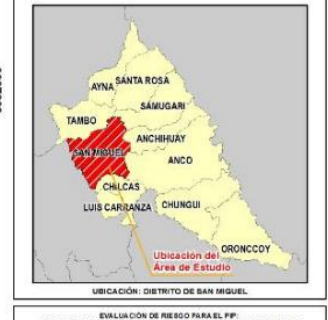 SANTA ROSA
AYNA
SAMUGARI
TAMBO
ANCHIHUAY
SAN MIGUEL
ANCO
CHILCAS
LUIS CARRANZA
CHUNGUI
ORONCCOY
Ubicación del
Área de Estudio
UBICACIÓN: DISTRITO DE SAN MIGUEL
EVALUACIÓN DE RIESGO PARA EL PIP: